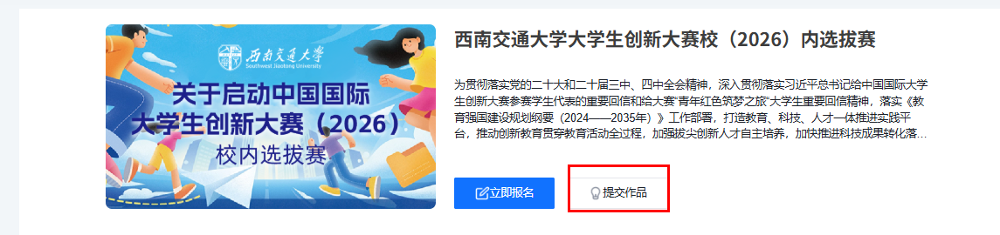 西南交通大学
Southwest Jiaotong University
关于启动中国国际
大学生创新大赛（2026）
校内选拔赛
西南交通大学大学生创新大赛校（2026）内选拔赛
为贯彻落实党的二十大和二十届三中、四中全会精神，深入贯彻落实习近平总书记给中国国际大学
生创新大赛参赛学生代表的重要回信和给大赛“青年红色筑梦之旅”大学生重要回信精神，落实《教
育强国建设规划纲要（2024——2035年）》工作部署，打造教育、科技、人才一体推进实践平
台，推动创新教育贯穿教育活动全过程，加强拔尖创新人才自主培养，加快推进科技成果转化落...
立即报名
提交作品